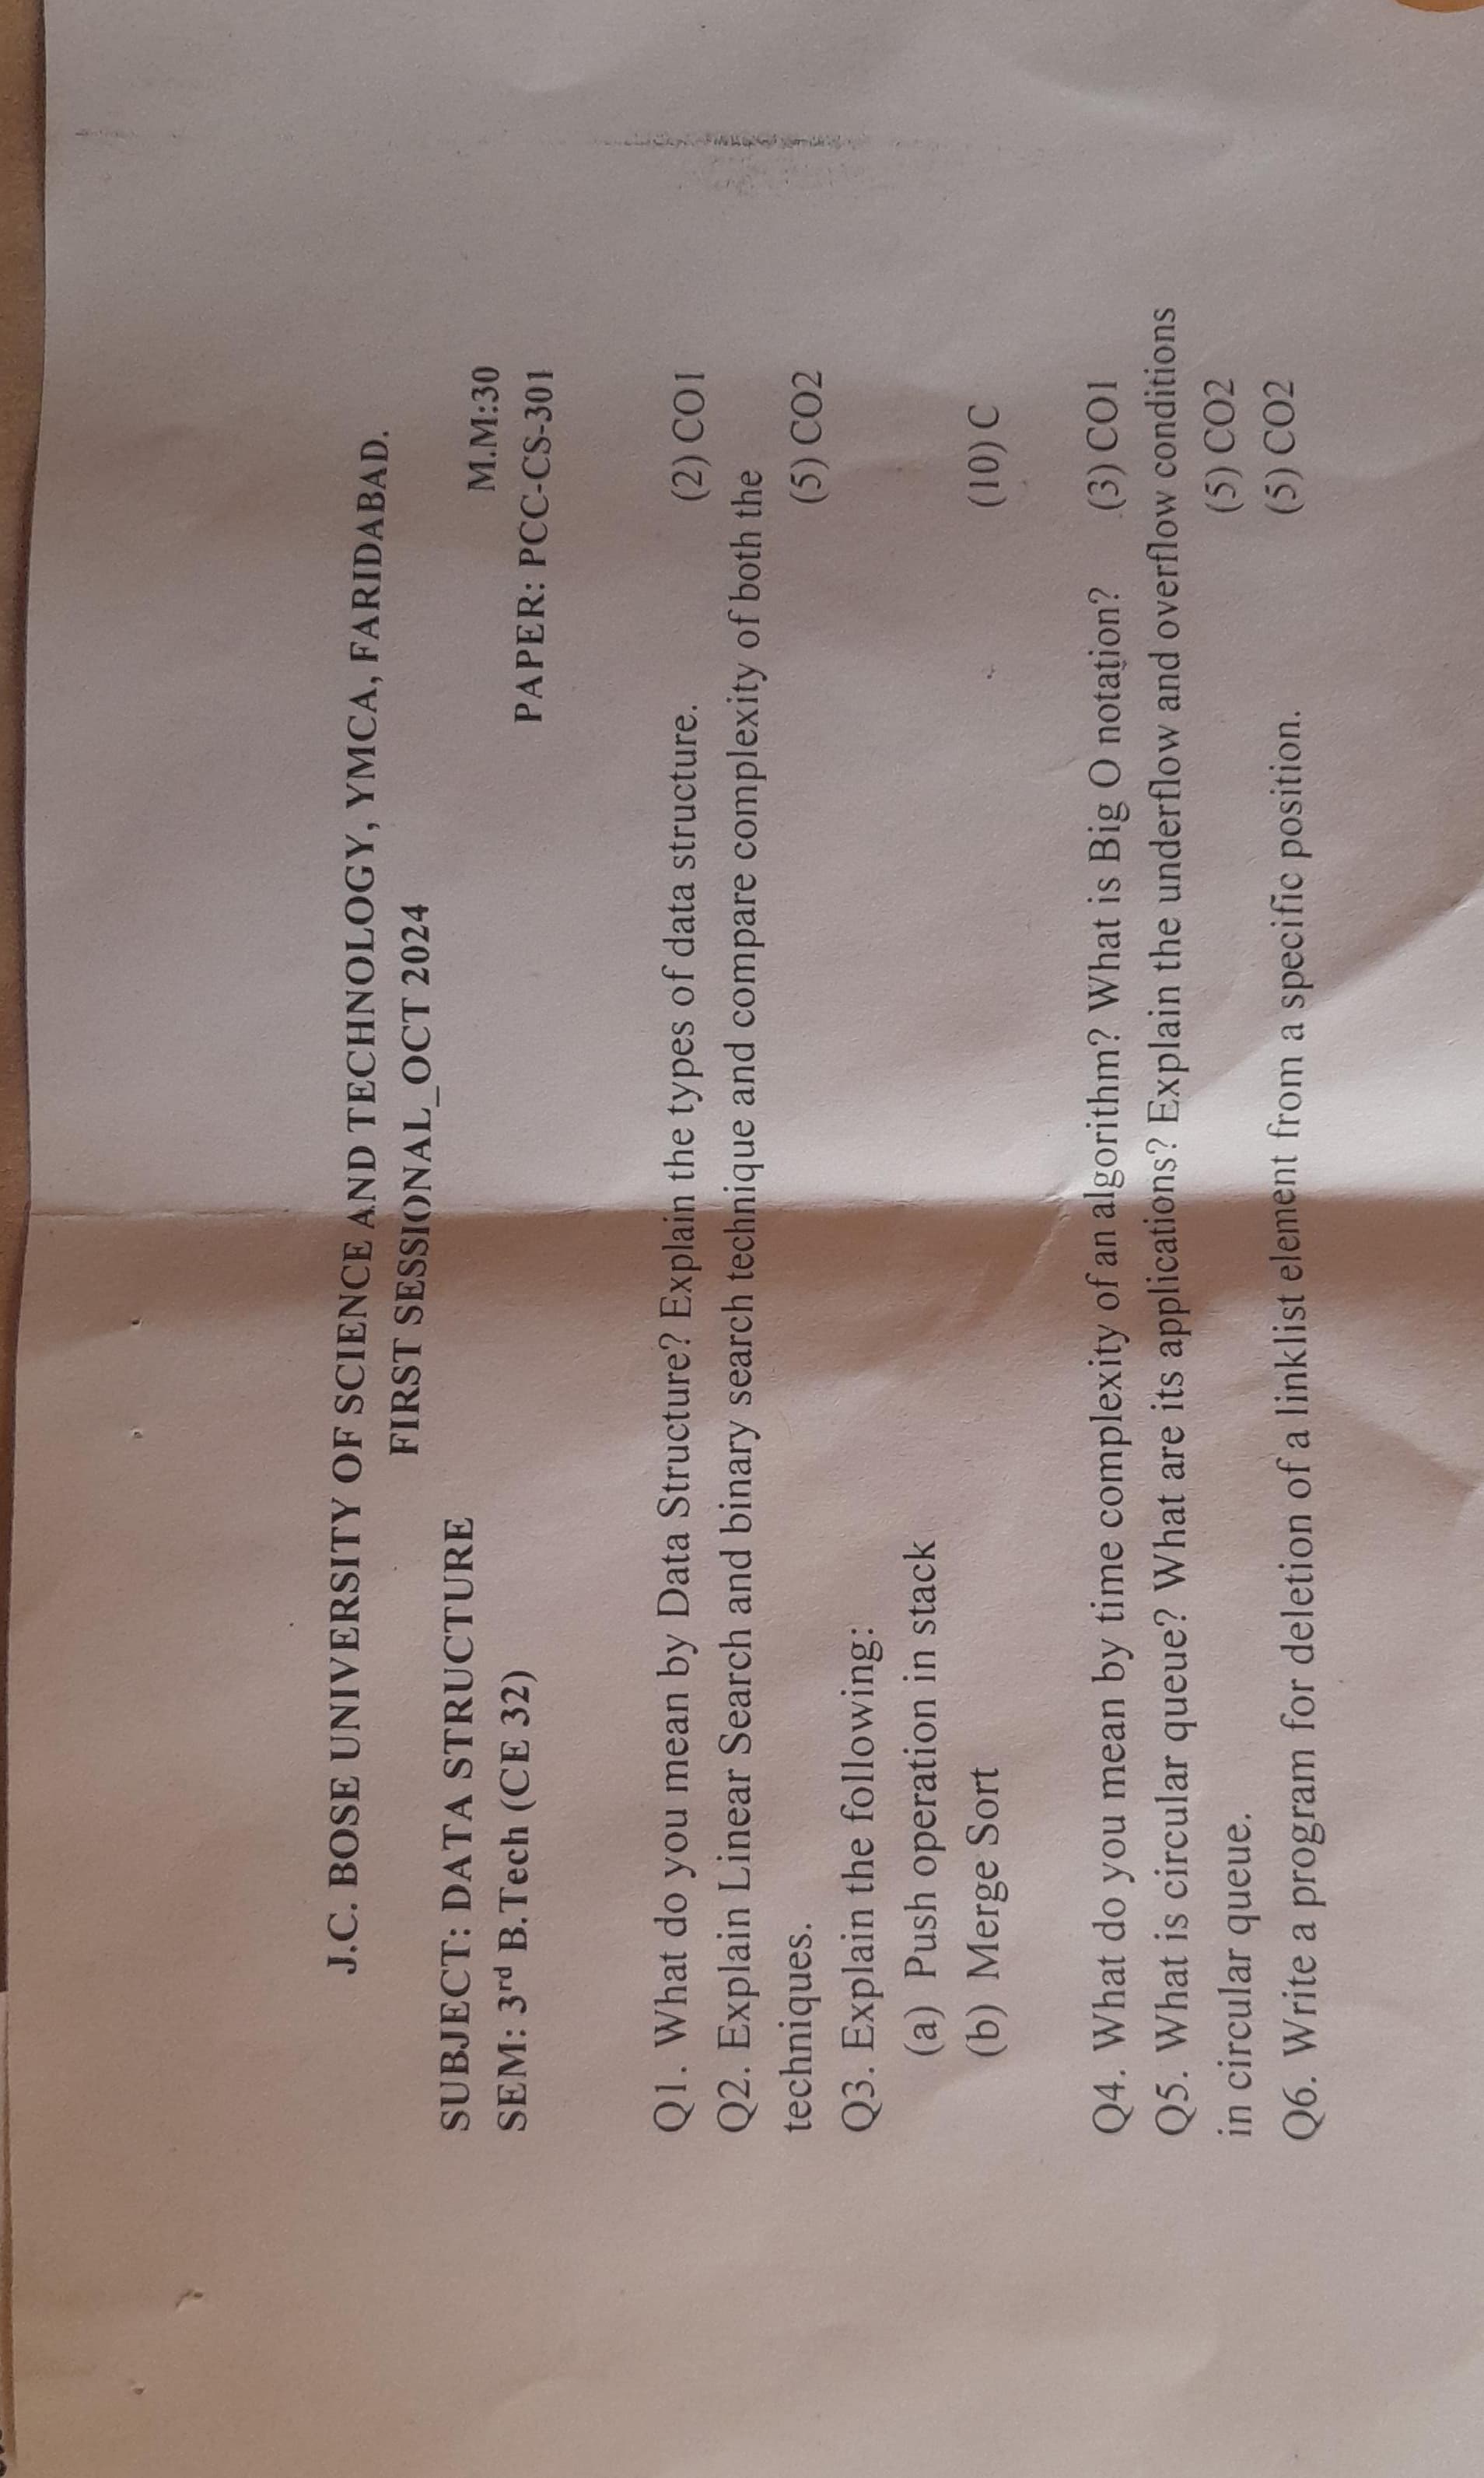 J.C. BOSE UNIVERSITY OF SCIENCE AND TECHNOLOGY, YMCA, FARIDABAD.
FIRST SESSIONAL_OCT 2024
SUBJECT: DATA STRUCTURE
M.M:30
SEM: 3rd B.Tech (CE 32)
PAPER: PCC-CS-301
Q1. What do you mean by Data Structure? Explain the types of data structure. (2) CO1
Q2. Explain Linear Search and binary search technique and compare complexity of both the
techniques. (5) CO2
Q3. Explain the following:
(a) Push operation in stack
(b) Merge Sort (10) C
Q4. What do you mean by time complexity of an algorithm? What is Big O notation? (3) CO1
Q5. What is circular queue? What are its applications? Explain the underflow and overflow conditions
in circular queue. (5) CO2
Q6. Write a program for deletion of a linklist element from a specific position. (5) CO2